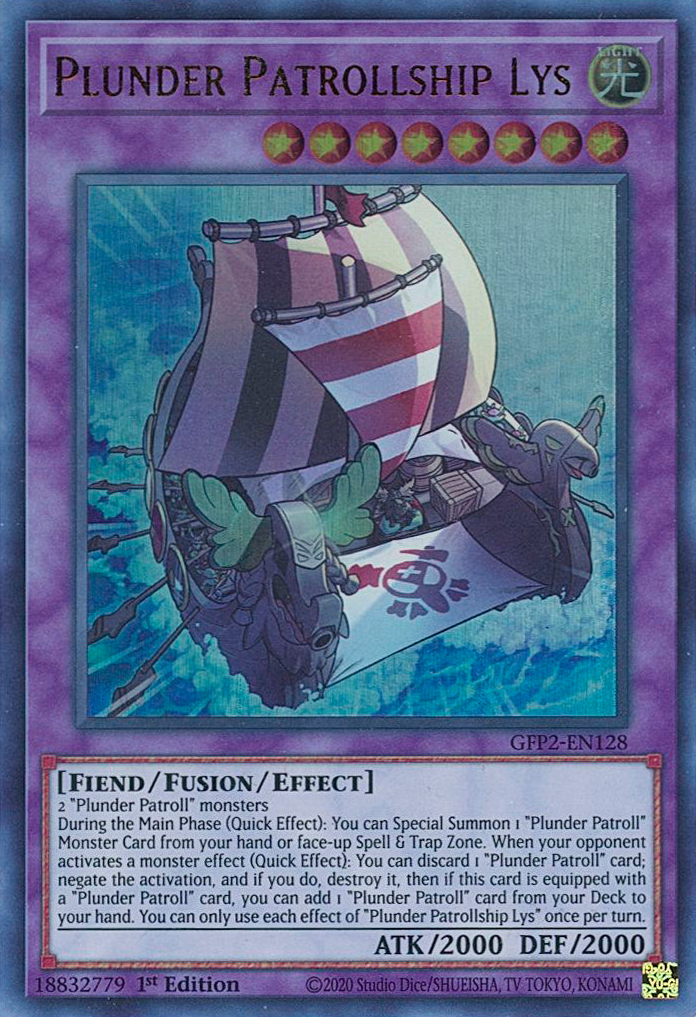 PLUNDER PATROLLSHIP LYS
LIGHT
光
GFP2-EN128
[FIEND/FUSION/EFFECT]
2 "Plunder Patroll" monsters
During the Main Phase (Quick Effect): You can Special Summon 1 "Plunder Patroll"
Monster Card from your hand or face-up Spell & Trap Zone. When your opponent
activates a monster effect (Quick Effect): You can discard 1 "Plunder Patroll" card;
negate the activation, and if you do, destroy it, then if this card is equipped with
a "Plunder Patroll" card, you can add 1 "Plunder Patroll" card from your Deck to
your hand. You can only use each effect of "Plunder Patrollship Lys" once per turn.
ATK/2000 DEF/2000
18832779 1st Edition ©2020 Studio Dice/SHUEISHA, TV TOKYO, KONAMI